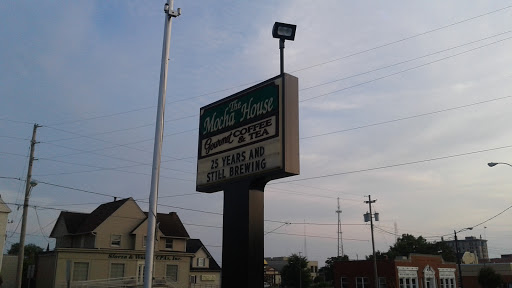 The
Mocha House
Gourmet COFFEE
& TEA
25 YEARS AND
STILL BREWING